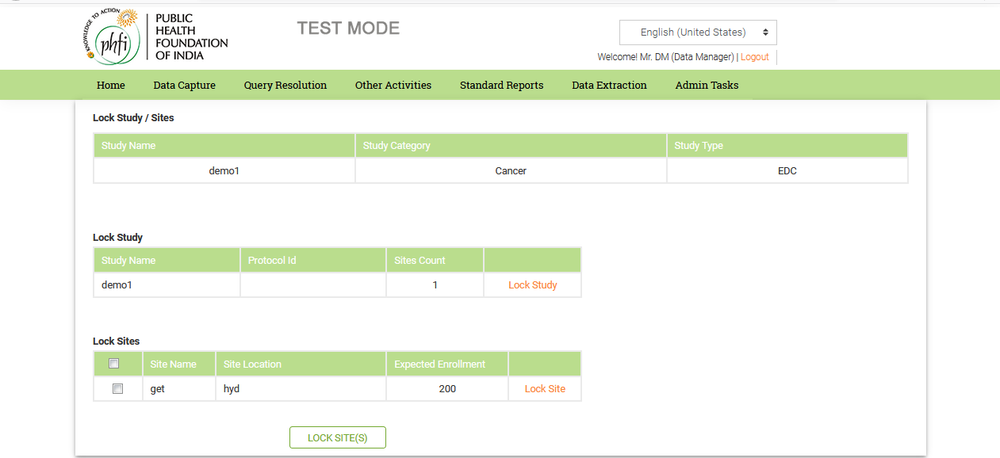 KNOWLEDGE TO ACTION
phfi
PUBLIC
HEALTH
FOUNDATION
OF INDIA
TEST MODE
English (United States)
Welcome! Mr. DM (Data Manager) | Logout
Home Data Capture Query Resolution Other Activities Standard Reports Data Extraction Admin Tasks
Lock Study / Sites
Study Name Study Category Study Type
demo1 Cancer EDC
Lock Study
Study Name Protocol Id Sites Count
demo1 1 Lock Study
Lock Sites
Site Name Site Location Expected Enrollment
get hyd 200 Lock Site
LOCK SITE(S)